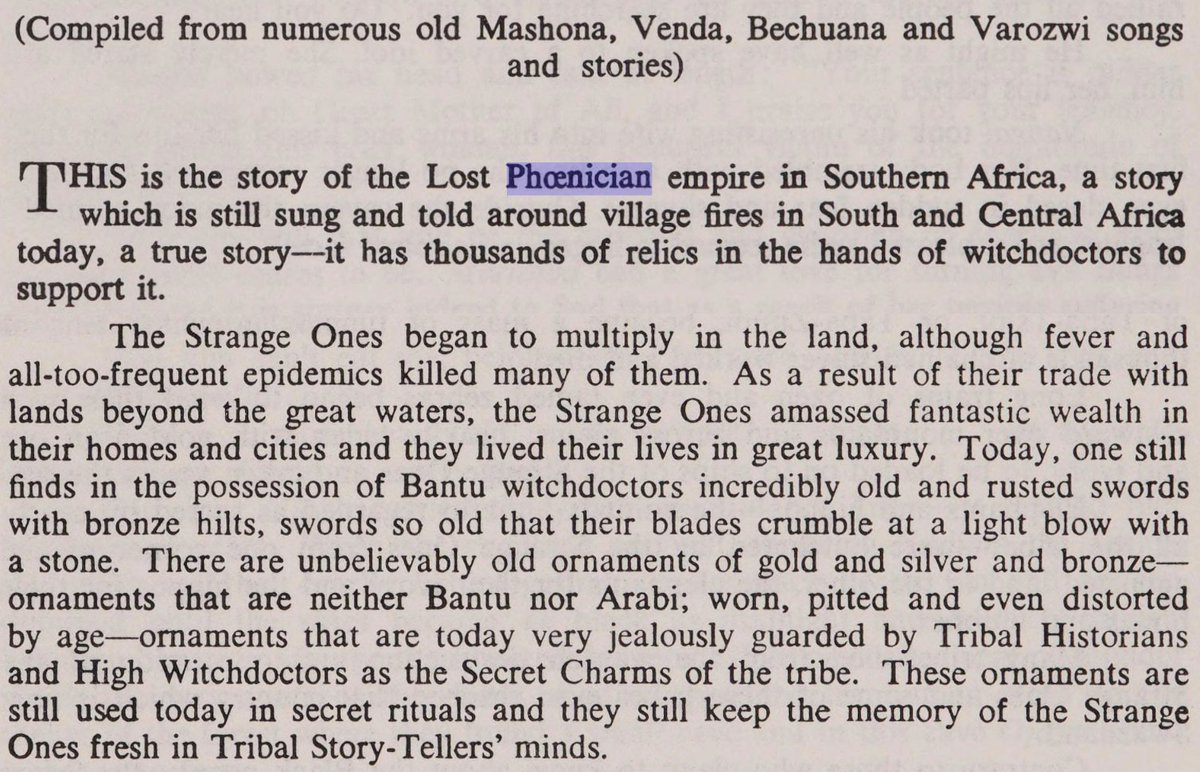 (Compiled from numerous old Mashona, Venda, Bechuana and Varozwi songs
and stories)
THIS is the story of the Lost Phœnician empire in Southern Africa, a story
which is still sung and told around village fires in South and Central Africa
today, a true story—it has thousands of relics in the hands of witchdoctors to
support it.
The Strange Ones began to multiply in the land, although fever and
all-too-frequent epidemics killed many of them. As a result of their trade with
lands beyond the great waters, the Strange Ones amassed fantastic wealth in
their homes and cities and they lived their lives in great luxury. Today, one still
finds in the possession of Bantu witchdoctors incredibly old and rusted swords
with bronze hilts, swords so old that their blades crumble at a light blow with
a stone. There are unbelievably old ornaments of gold and silver and bronze—
ornaments that are neither Bantu nor Arabi; worn, pitted and even distorted
by age—ornaments that are today very jealously guarded by Tribal Historians
and High Witchdoctors as the Secret Charms of the tribe. These ornaments are
still used today in secret rituals and they still keep the memory of the Strange
Ones fresh in Tribal Story-Tellers' minds.